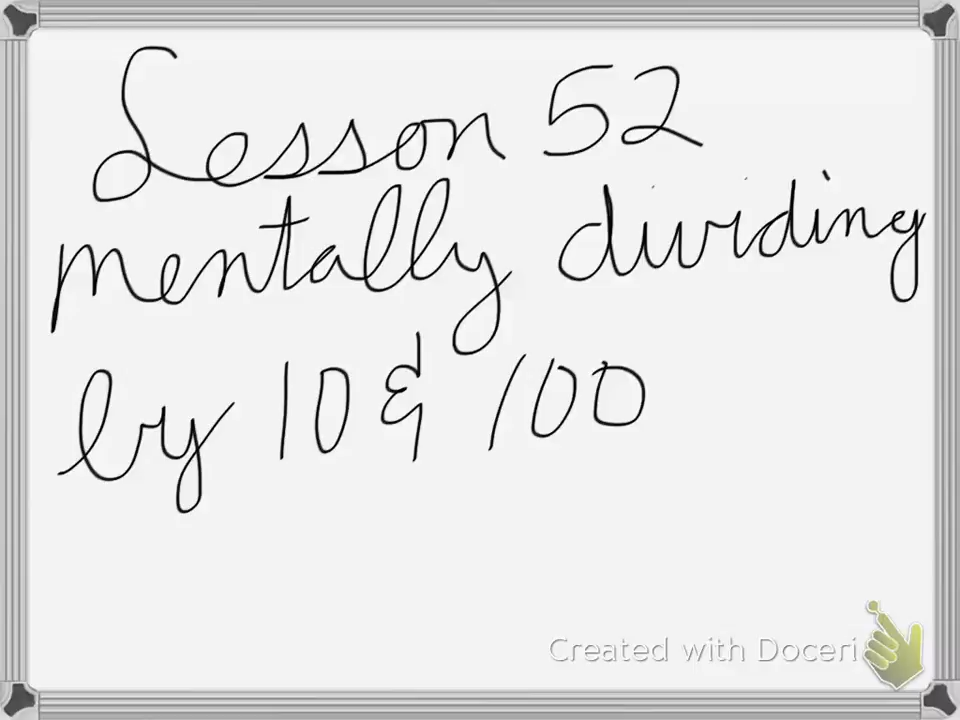 Lesson 52
mentally dividing
by 10 & 100
Created with Doceri